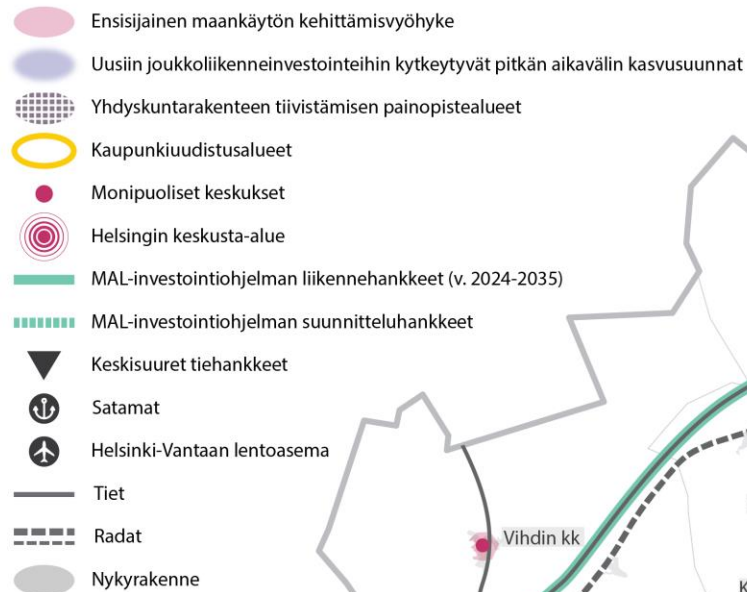 Ensisijainen maankäytön kehittämisvyöhyke
Uusiin joukkoliikenneinvestointeihin kytkeytyvät pitkän aikavälin kasvusuunnat
Yhdyskuntarakenteen tiivistämisen painopistealueet
Kaupunkiuudistusalueet
Monipuoliset keskukset
Helsingin keskusta-alue
MAL-investointiohjelman liikennehankkeet (v. 2024-2035)
MAL-investointiohjelman suunnitteluhankkeet
Keskisuuret tiehankkeet
Satamat
Helsinki-Vantaan lentoasema
Tiet
Radat
Nykyrakenne
Vihdin kk